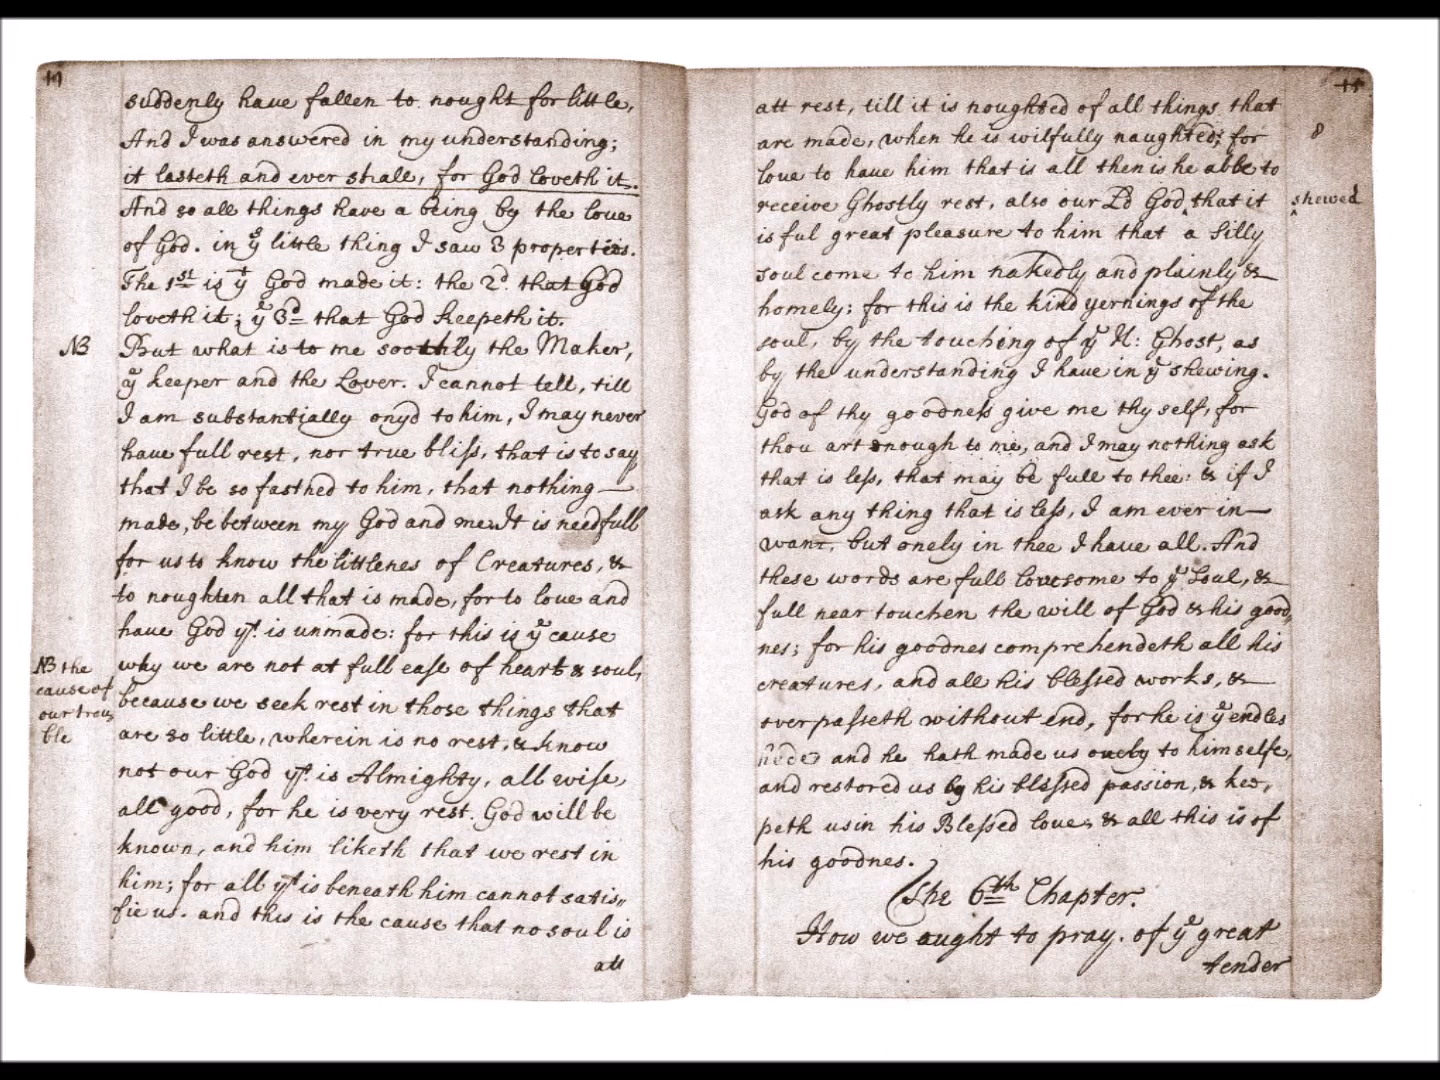 suddenly have fallen to nought for little,
And I was answered in my understanding;
it lasteth and ever shale, for God loveth it.
And so all things have a being by the love
of God. in yᵉ little thing I saw 3 properties.
The 1st is yᵗ God made it: the 2d. that God
loveth it; yᵉ 3d that God keepeth it.
NB
But what is to me soothly the Maker,
yᵉ keeper and the Lover. I cannot tell, till
I am substantially onyd to him, I may never
have full rest, nor true bliss, that is to say
that I be so fastned to him, that nothing
made, be between my God and me. It is needfull
for us to know the littlenes of Creatures, &
to noughten all that is made, for to love and
have God yt. is unmade: for this is yᵉ cause
why we are not at full ease of heart & soul,
NB the
cause of
our trou
ble
because we seek rest in those things that
are so little, wherein is no rest, & know
not our God yt. is Almighty, all wise,
all good, for he is very rest. God will be
known, and him liketh that we rest in
him; for all yt is beneath him cannot satis„
fie us. and this is the cause that no soul is
att
att rest, till it is noughted of all things that
8
are made, when he is wilfully naughted; for
love to have him that is all then is he able to
receive Ghostly rest, also our Ld God ^ that it
shewed
is ful great pleasure to him that a silly
soul come to him nakedly and plainly &
homely; for this is the kind yernings of the
soul, by the touching of yᵉ H: Ghost, as
by the understanding I have in yᵉ shewing.
God of thy goodness give me thy self, for
thou art enough to me, and I may nothing ask
that is less, that may be full to thee: & if I
ask any thing that is less, I am ever in
want, but onely in thee I have all. And
these words are full lovesome to yᵉ Soul, &
full near touchen the will of God & his good„
nes; for his goodnes comprehendeth all his
creatures, and all his blessed works, &
overpasseth without end, for he is yᵉ endles
hede and he hath made us onely to himselfe,
and restored us by his blessed passion, & kee,
peth us in his Blessed love; & all this is of
his goodnes.
The 6th Chapter.
How we ought to pray. of yᵉ great
tender